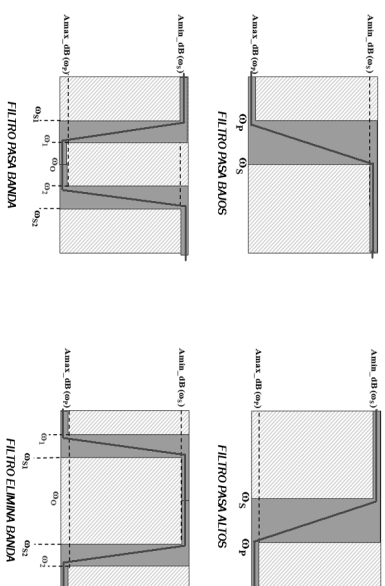 Amin_dB (ωS)
Amax_dB (ωP)
ωP
ωS
FILTRO PASA BAJOS
Amin_dB (ωS)
Amax_dB (ωP)
ωS
ωP
FILTRO PASA ALTOS
Amin_dB (ωS)
Amax_dB (ωP)
ωS1
ω1
ωO
ω2
ωS2
FILTRO PASA BANDA
Amin_dB (ωS)
Amax_dB (ωP)
ω1
ωS1
ωO
ωS2
ω2
FILTRO ELIMINA BANDA